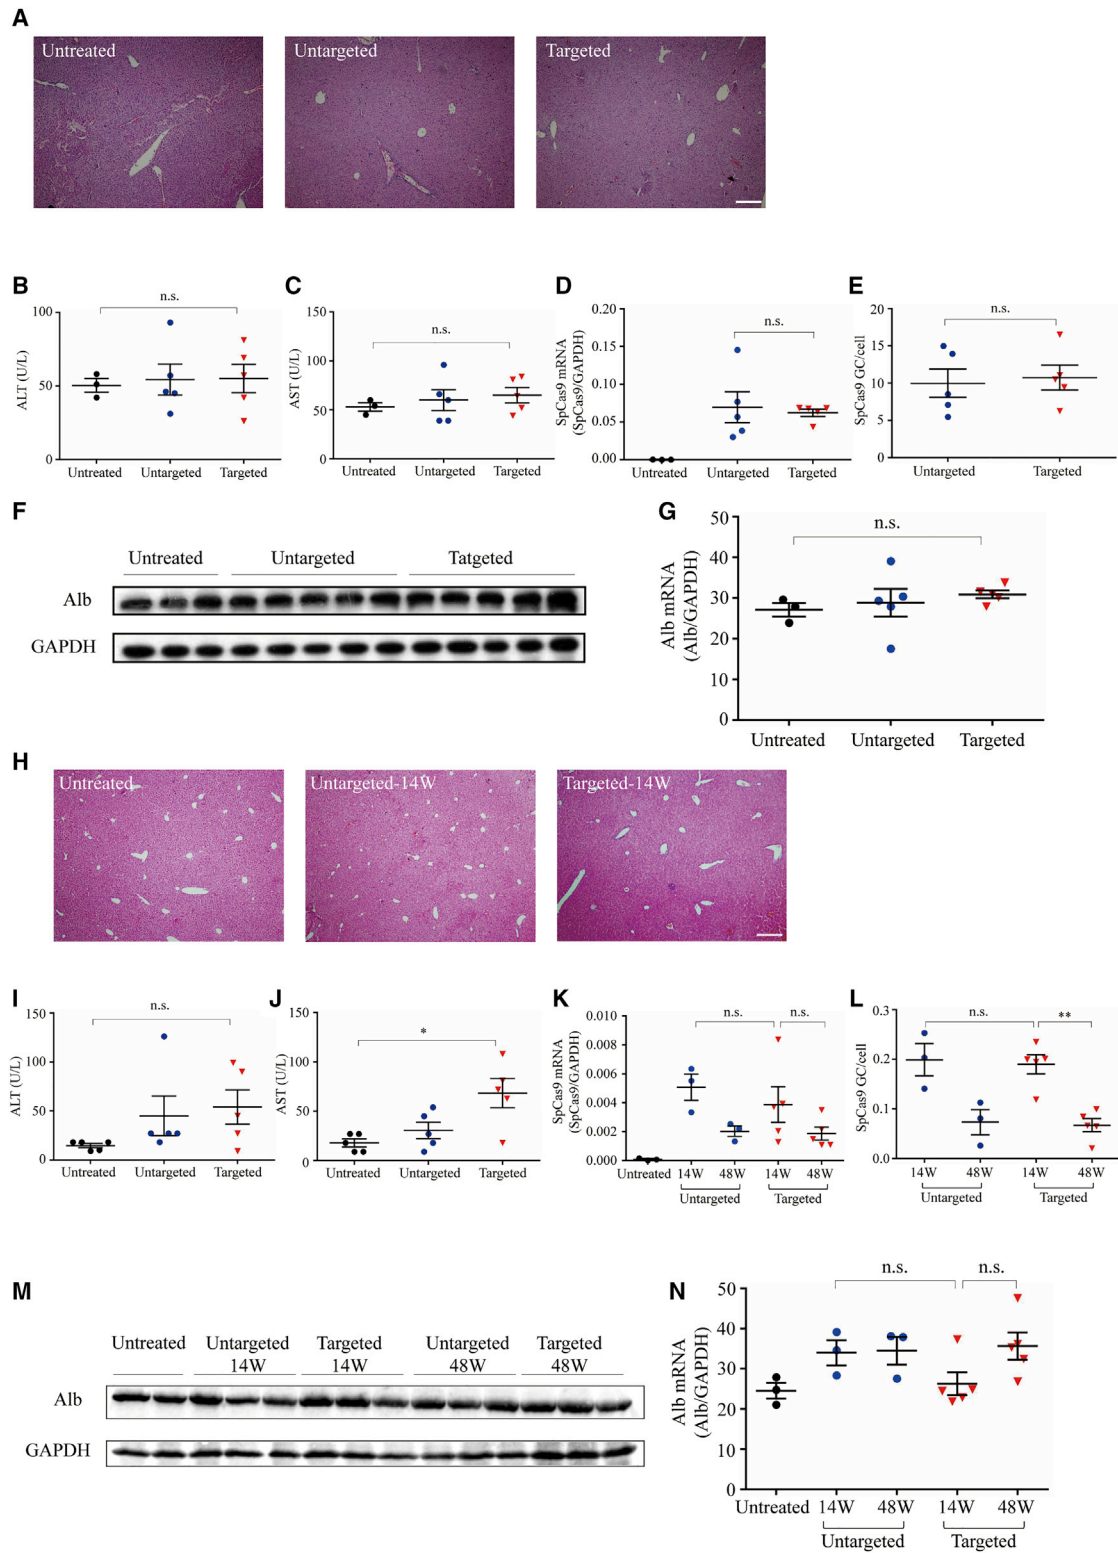 A
Untreated Untargeted Targeted
B C D E
n.s.
100
50
0
ALT (U/L)
Untreated Untargeted Targeted
n.s.
150
100
50
0
AST (U/L)
Untreated Untargeted Targeted
n.s.
0.20
0.15
0.10
0.05
0.00
SpCas9 mRNA
(SpCas9/GAPDH)
Untreated Untargeted Targeted
n.s.
20
15
10
5
0
SpCas9 GC/cell
Untargeted Targeted
F
Untreated Untargeted Tatgeted
Alb
GAPDH
G
n.s.
50
40
30
20
10
0
Alb mRNA
(Alb/GAPDH)
Untreated Untargeted Targeted
H
Untreated Untargeted-14W Targeted-14W
I J K L
n.s.
150
100
50
0
ALT (U/L)
Untreated Untargeted Targeted
*
150
100
50
0
AST (U/L)
Untreated Untargeted Targeted
n.s. n.s.
0.010
0.008
0.006
0.004
0.002
0.000
SpCas9 mRNA
(SpCas9/GAPDH)
Untreated 14W 48W 14W 48W
Untargeted Targeted
n.s. **
0.3
0.2
0.1
0.0
SpCas9 GC/cell
14W 48W 14W 48W
Untargeted Targeted
M
Untreated Untargeted Targeted Untargeted Targeted
14W 14W 48W 48W
Alb
GAPDH
N
n.s. n.s.
50
40
30
20
10
0
Alb mRNA
(Alb/GAPDH)
Untreated 14W 48W 14W 48W
Untargeted Targeted